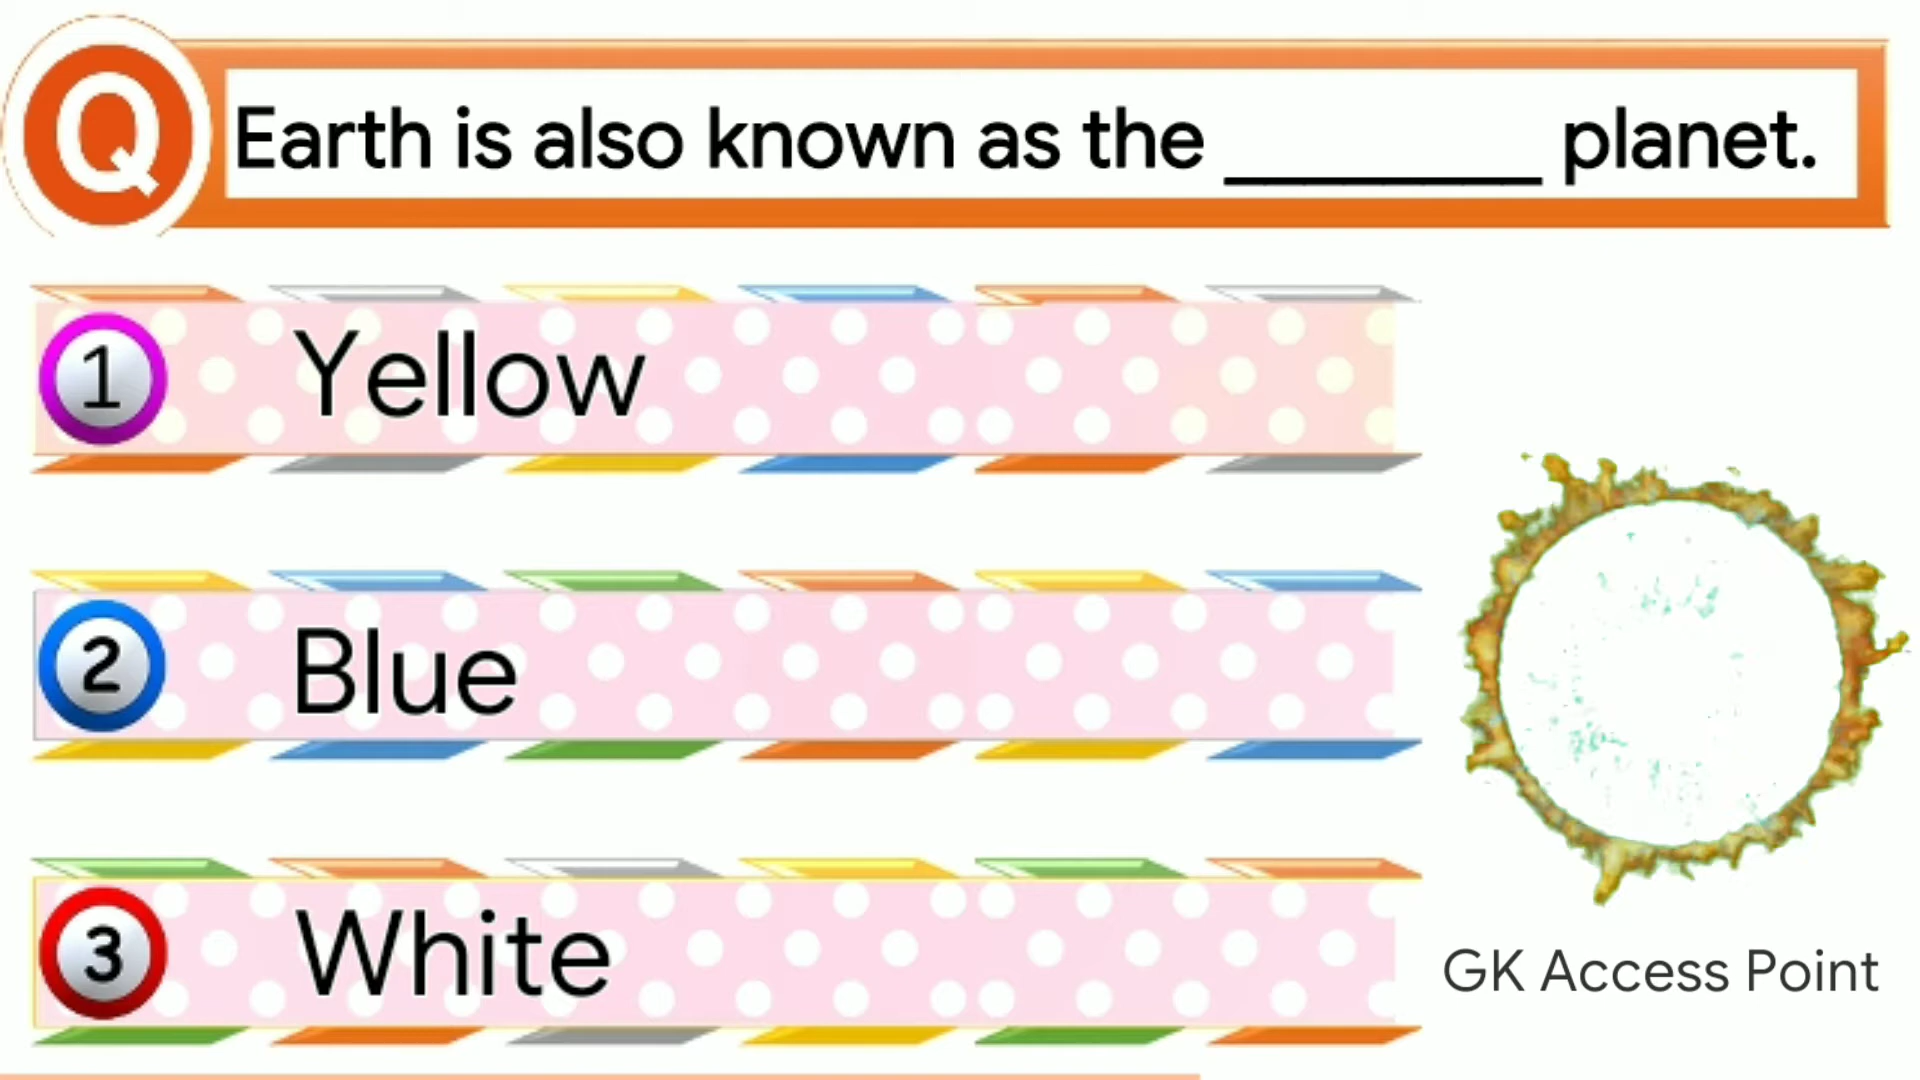 Q
Earth is also known as the ________ planet.
1 Yellow
2 Blue
3 White
GK Access Point